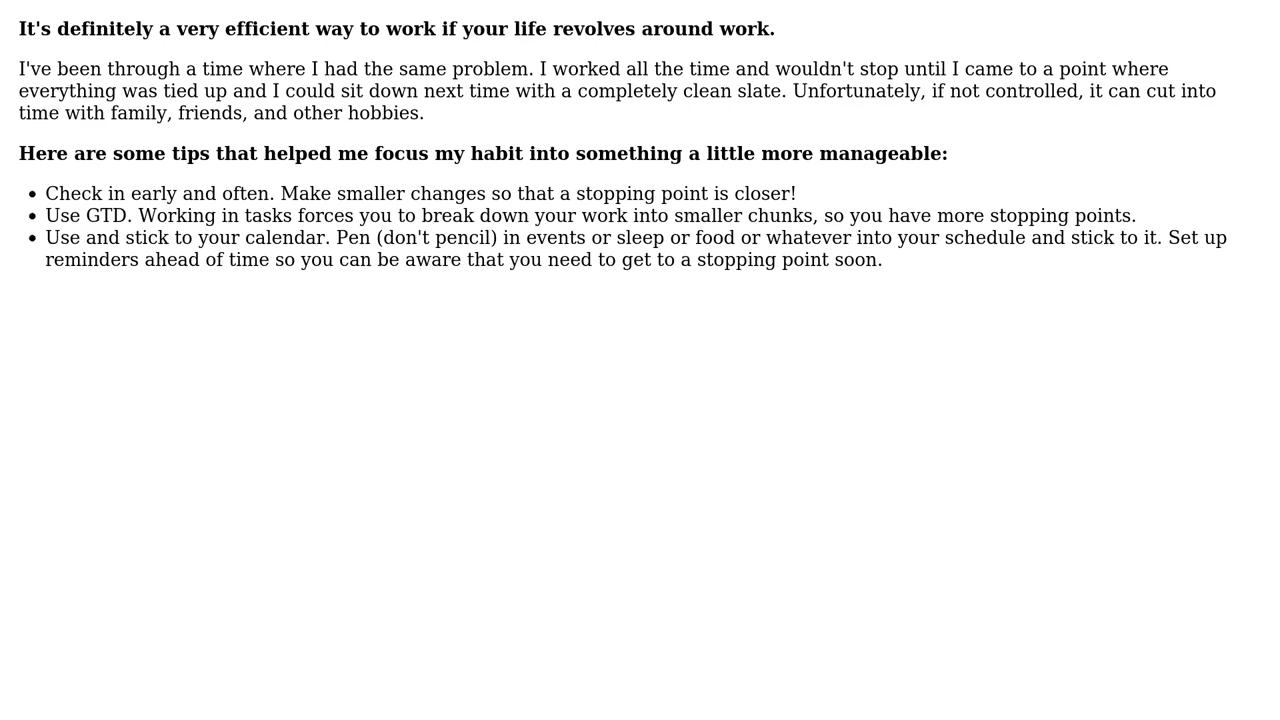 It's definitely a very efficient way to work if your life revolves around work.
I've been through a time where I had the same problem. I worked all the time and wouldn't stop until I came to a point where
everything was tied up and I could sit down next time with a completely clean slate. Unfortunately, if not controlled, it can cut into
time with family, friends, and other hobbies.
Here are some tips that helped me focus my habit into something a little more manageable:
• Check in early and often. Make smaller changes so that a stopping point is closer!
• Use GTD. Working in tasks forces you to break down your work into smaller chunks, so you have more stopping points.
• Use and stick to your calendar. Pen (don't pencil) in events or sleep or food or whatever into your schedule and stick to it. Set up
reminders ahead of time so you can be aware that you need to get to a stopping point soon.